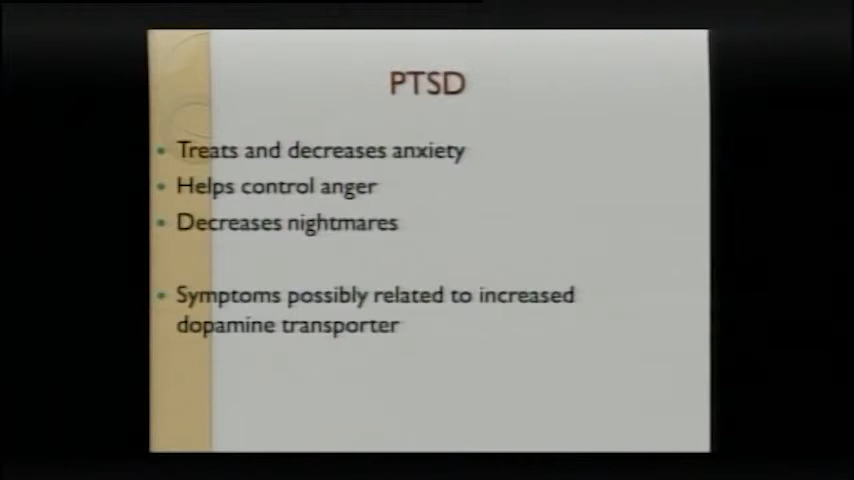 PTSD
• Treats and decreases anxiety
• Helps control anger
• Decreases nightmares
• Symptoms possibly related to increased
dopamine transporter